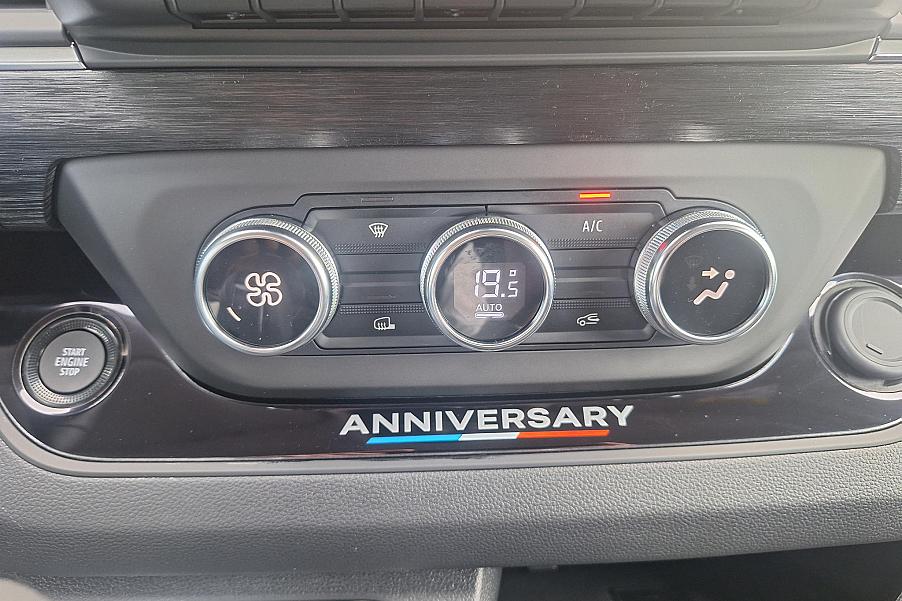 A/C
19.5°
AUTO
START
ENGINE
STOP
ANNIVERSARY